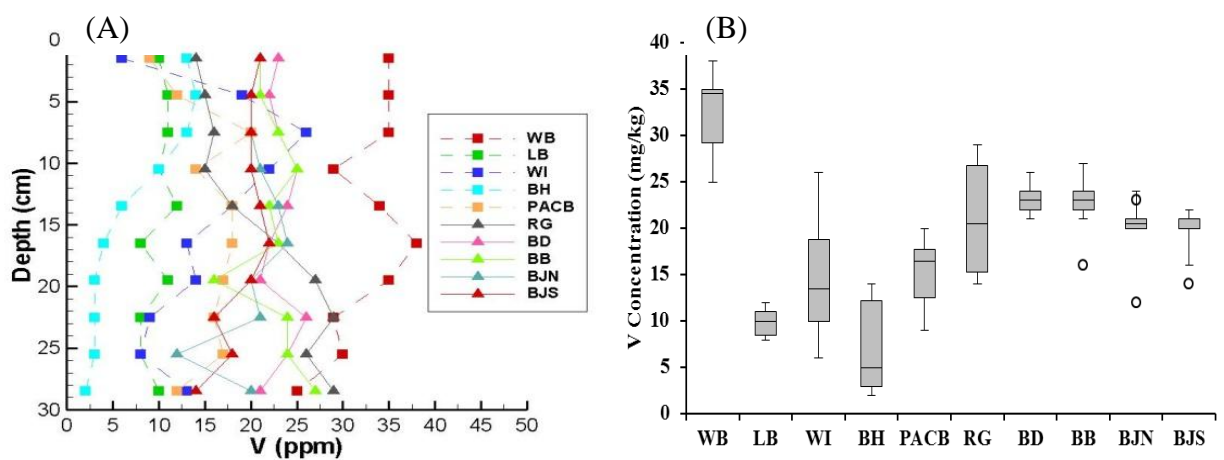 (A)
0
5
10
15
20
25
30
Depth (cm)
0 5 10 15 20 25 30 35 40 45 50
V (ppm)
WB
LB
WI
BH
PACB
RG
BD
BB
BJN
BJS
(B)
40
35
30
25
20
15
10
5
0
V Concentration (mg/kg)
WB LB WI BH PACB RG BD BB BJN BJS